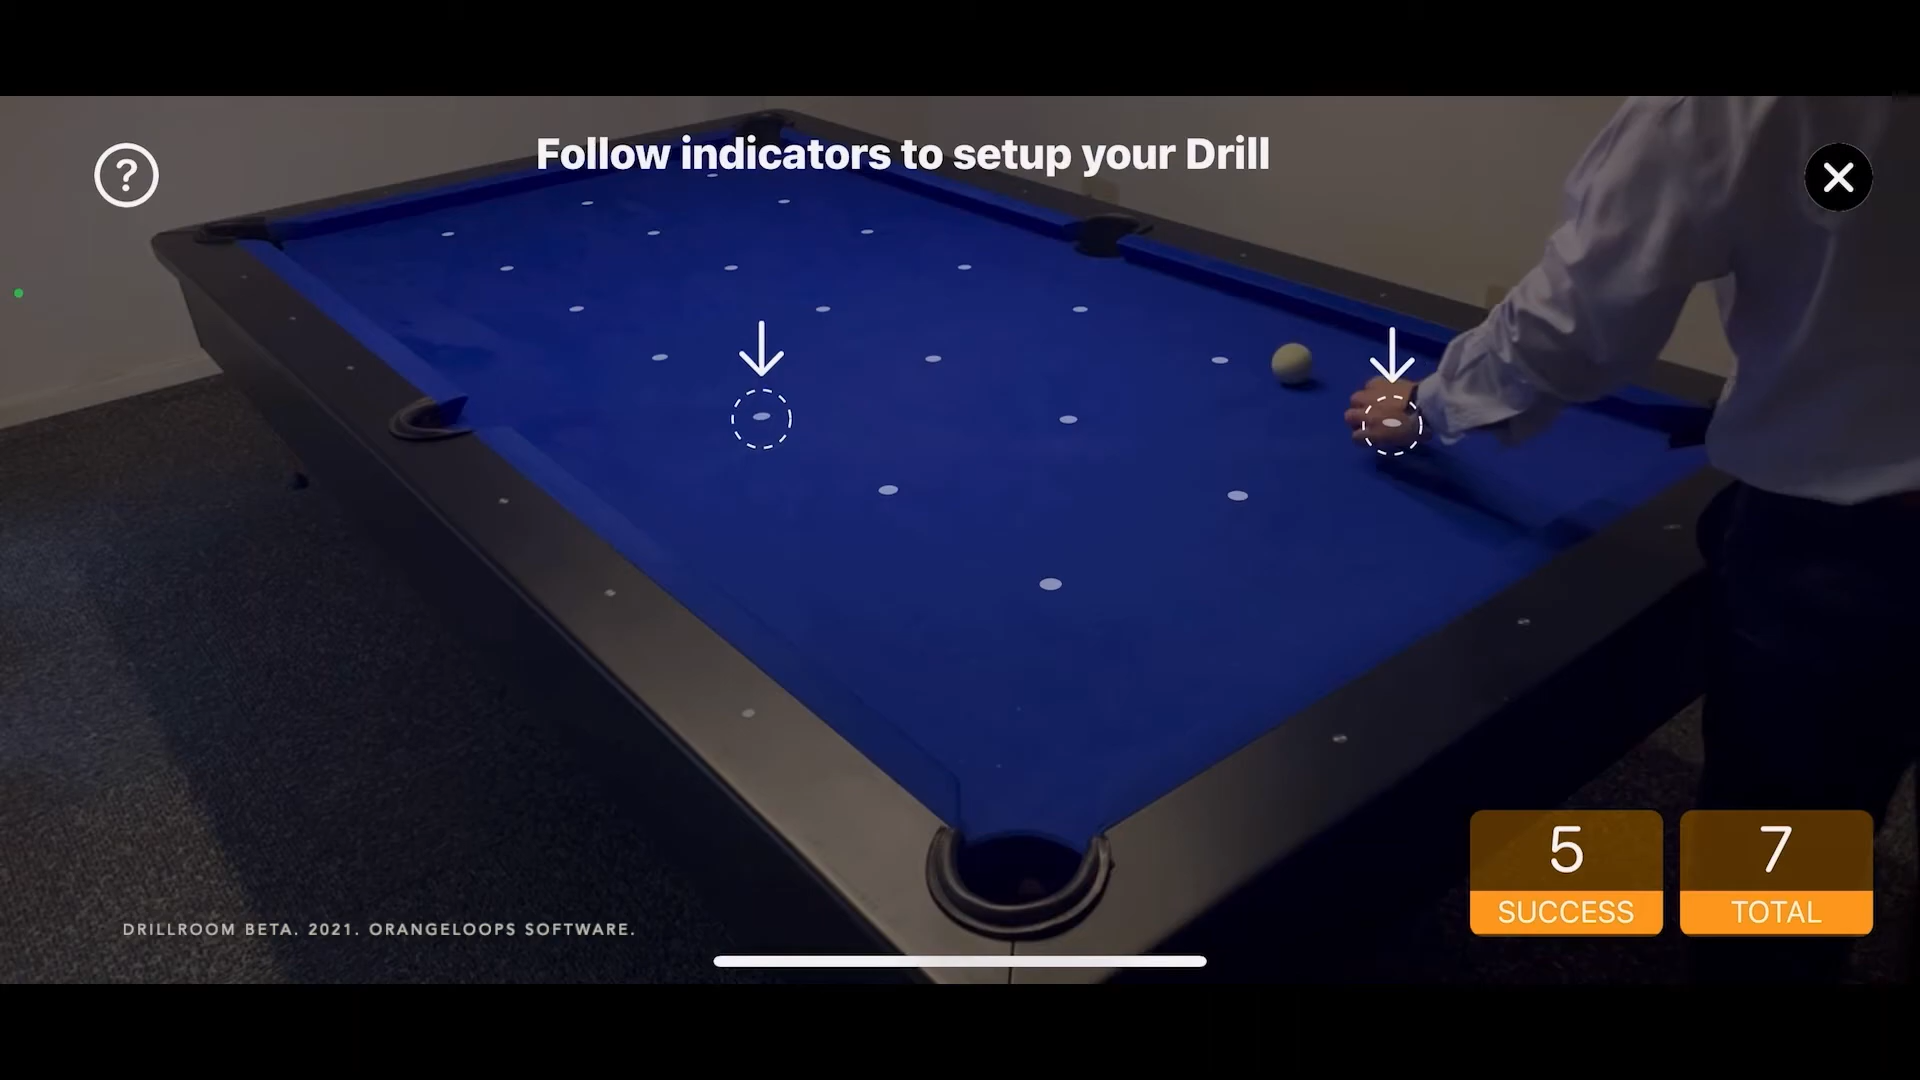 Follow indicators to setup your Drill
?
5
SUCCESS
7
TOTAL
DRILLROOM BETA. 2021. ORANGELOOPS SOFTWARE.